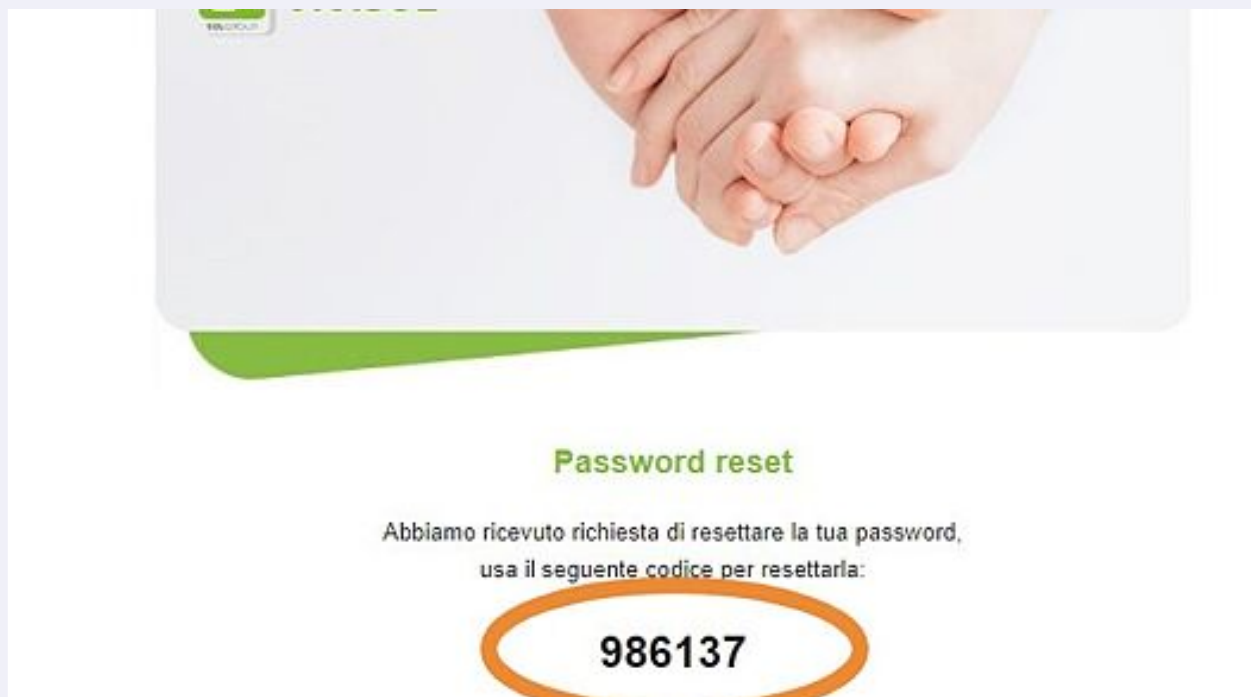 Password reset
Abbiamo ricevuto richiesta di resettare la tua password,
usa il seguente codice per resettarla:
986137